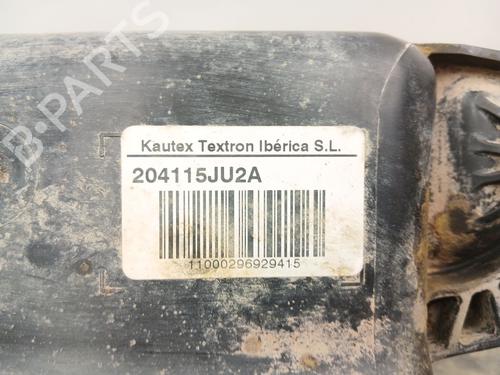 B-PARTS
Kautex Textron Ibérica S.L.
204115JU2A
11000296929415